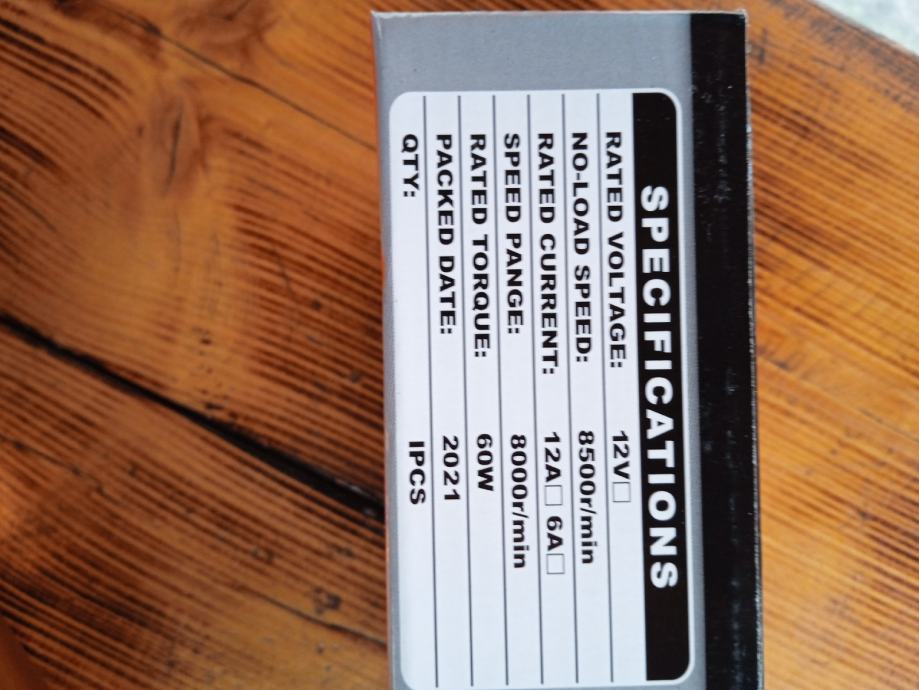 SPECIFICATIONS
RATED VOLTAGE: 12V□
NO-LOAD SPEED: 8500r/min
RATED CURRENT: 12A□ 6A□
SPEED PANGE: 8000r/min
RATED TORQUE: 60W
PACKED DATE: 2021
QTY: IPCS